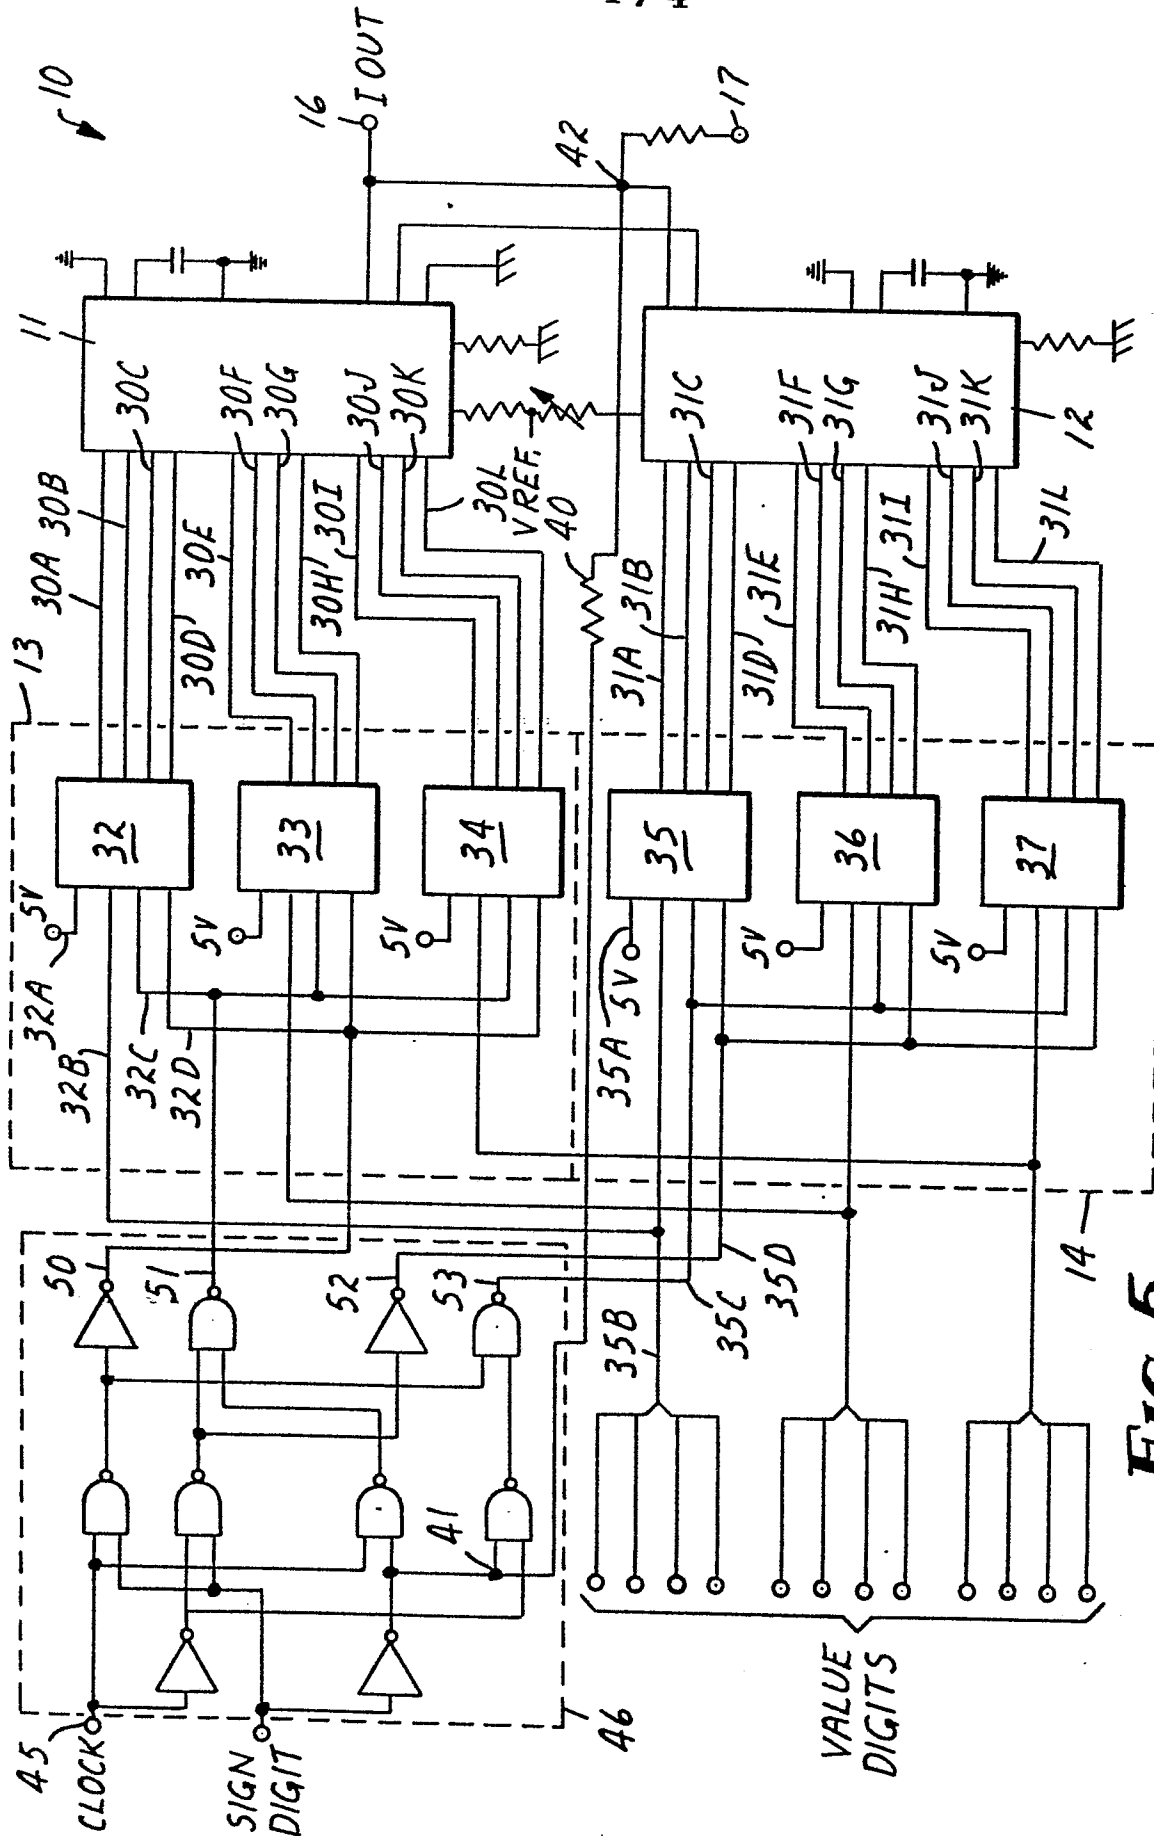 10
16
I OUT
17
42
11
30C
30F
30G
30J
30K
30A
30B
30D
30E
30H
30I
30L
V REF.
40
31C
31F
31G
31J
31K
12
31A
31B
31D
31E
31H
31I
31L
13
32
33
34
35
36
37
5V
5V
5V
5V
5V
5V
32A
32B
32C
32D
35A
14
50
51
52
53
35B
35C
35D
41
45
CLOCK
SIGN
DIGIT
46
VALUE
DIGITS